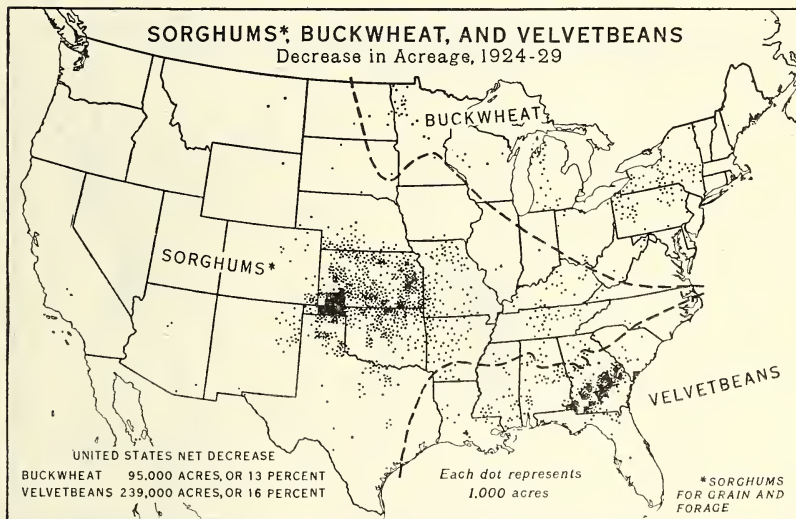 SORGHUMS*, BUCKWHEAT, AND VELVETBEANS
Decrease in Acreage, 1924-29
BUCKWHEAT
SORGHUMS*
VELVETBEANS
UNITED STATES NET DECREASE
BUCKWHEAT 95,000 ACRES, OR 13 PERCENT
VELVETBEANS 239,000 ACRES, OR 16 PERCENT
Each dot represents
1,000 acres
*SORGHUMS
FOR GRAIN AND
FORAGE